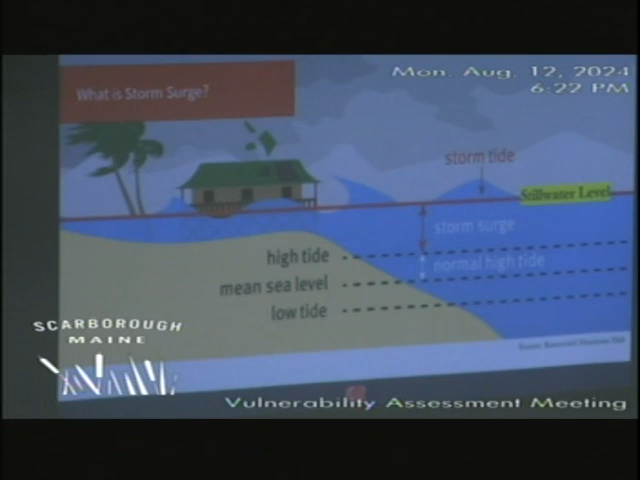 What is Storm Surge?
Mon. Aug. 12, 2024
6:22 PM
storm tide
Stillwater Level
storm surge
high tide
normal high tide
mean sea level
low tide
SCARBOROUGH
MAINE
Vulnerability Assessment Meeting